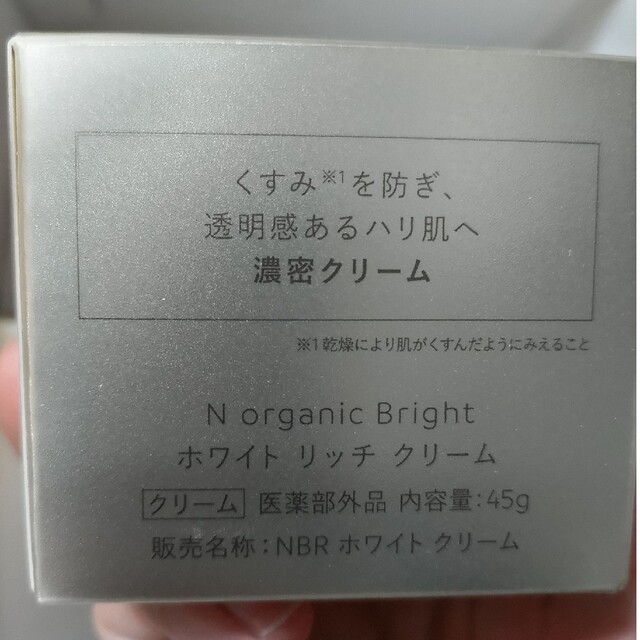 くすみ※1を防ぎ、
透明感あるハリ肌へ
濃密クリーム
※1 乾燥により肌がくすんだようにみえること
N organic Bright
ホワイト リッチ クリーム
クリーム 医薬部外品 内容量:45g
販売名称:NBR ホワイト クリーム